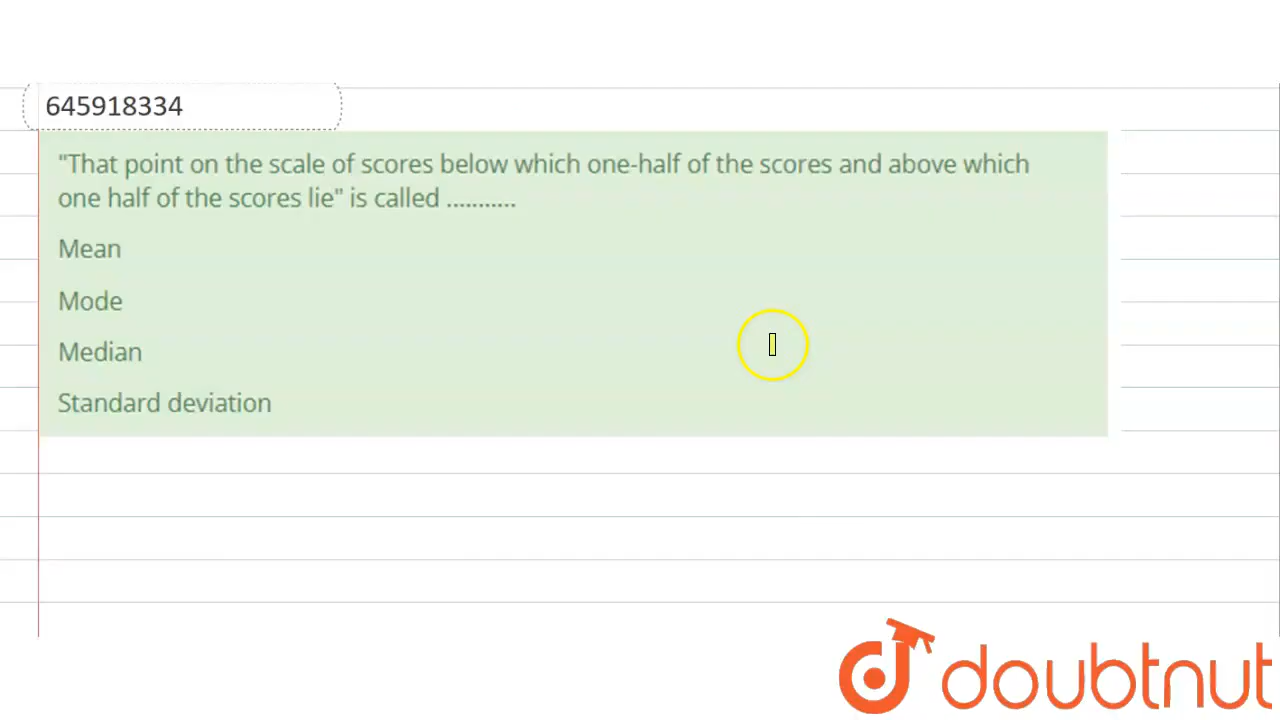 645918334
"That point on the scale of scores below which one-half of the scores and above which
one half of the scores lie" is called ...........
Mean
Mode
Median
Standard deviation
doubtnut